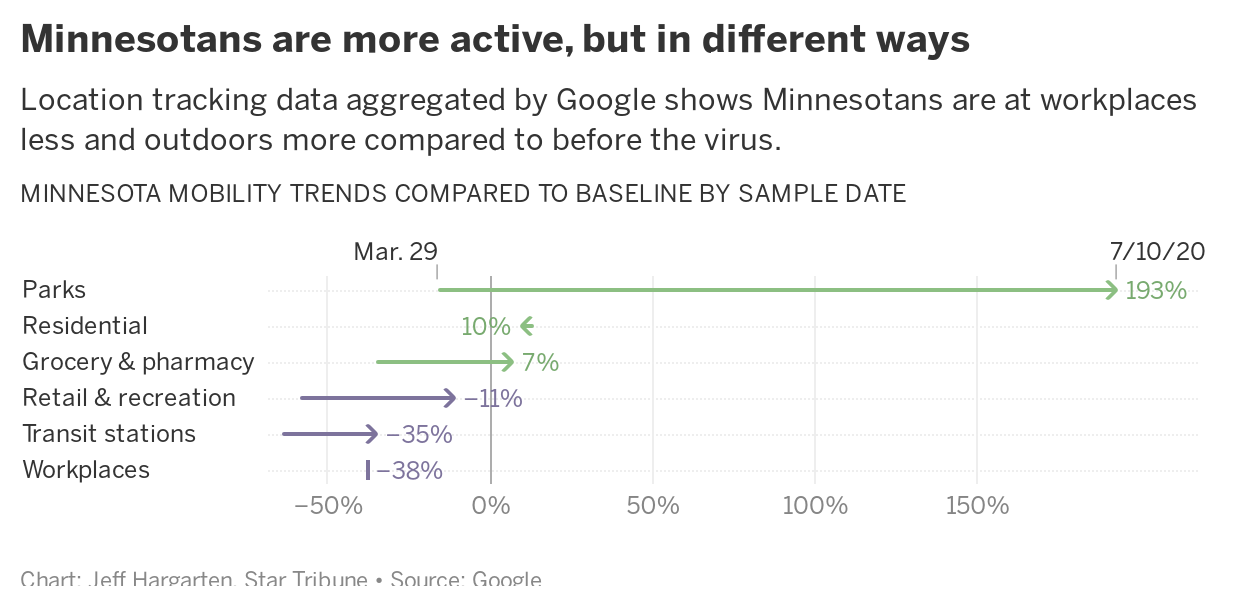 Minnesotans are more active, but in different ways
Location tracking data aggregated by Google shows Minnesotans are at workplaces
less and outdoors more compared to before the virus.
MINNESOTA MOBILITY TRENDS COMPARED TO BASELINE BY SAMPLE DATE
Mar. 29 7/10/20
Parks 193%
Residential 10%
Grocery & pharmacy 7%
Retail & recreation −11%
Transit stations −35%
Workplaces −38%
−50% 0% 50% 100% 150%
Chart: Jeff Hargarten, Star Tribune • Source: Google